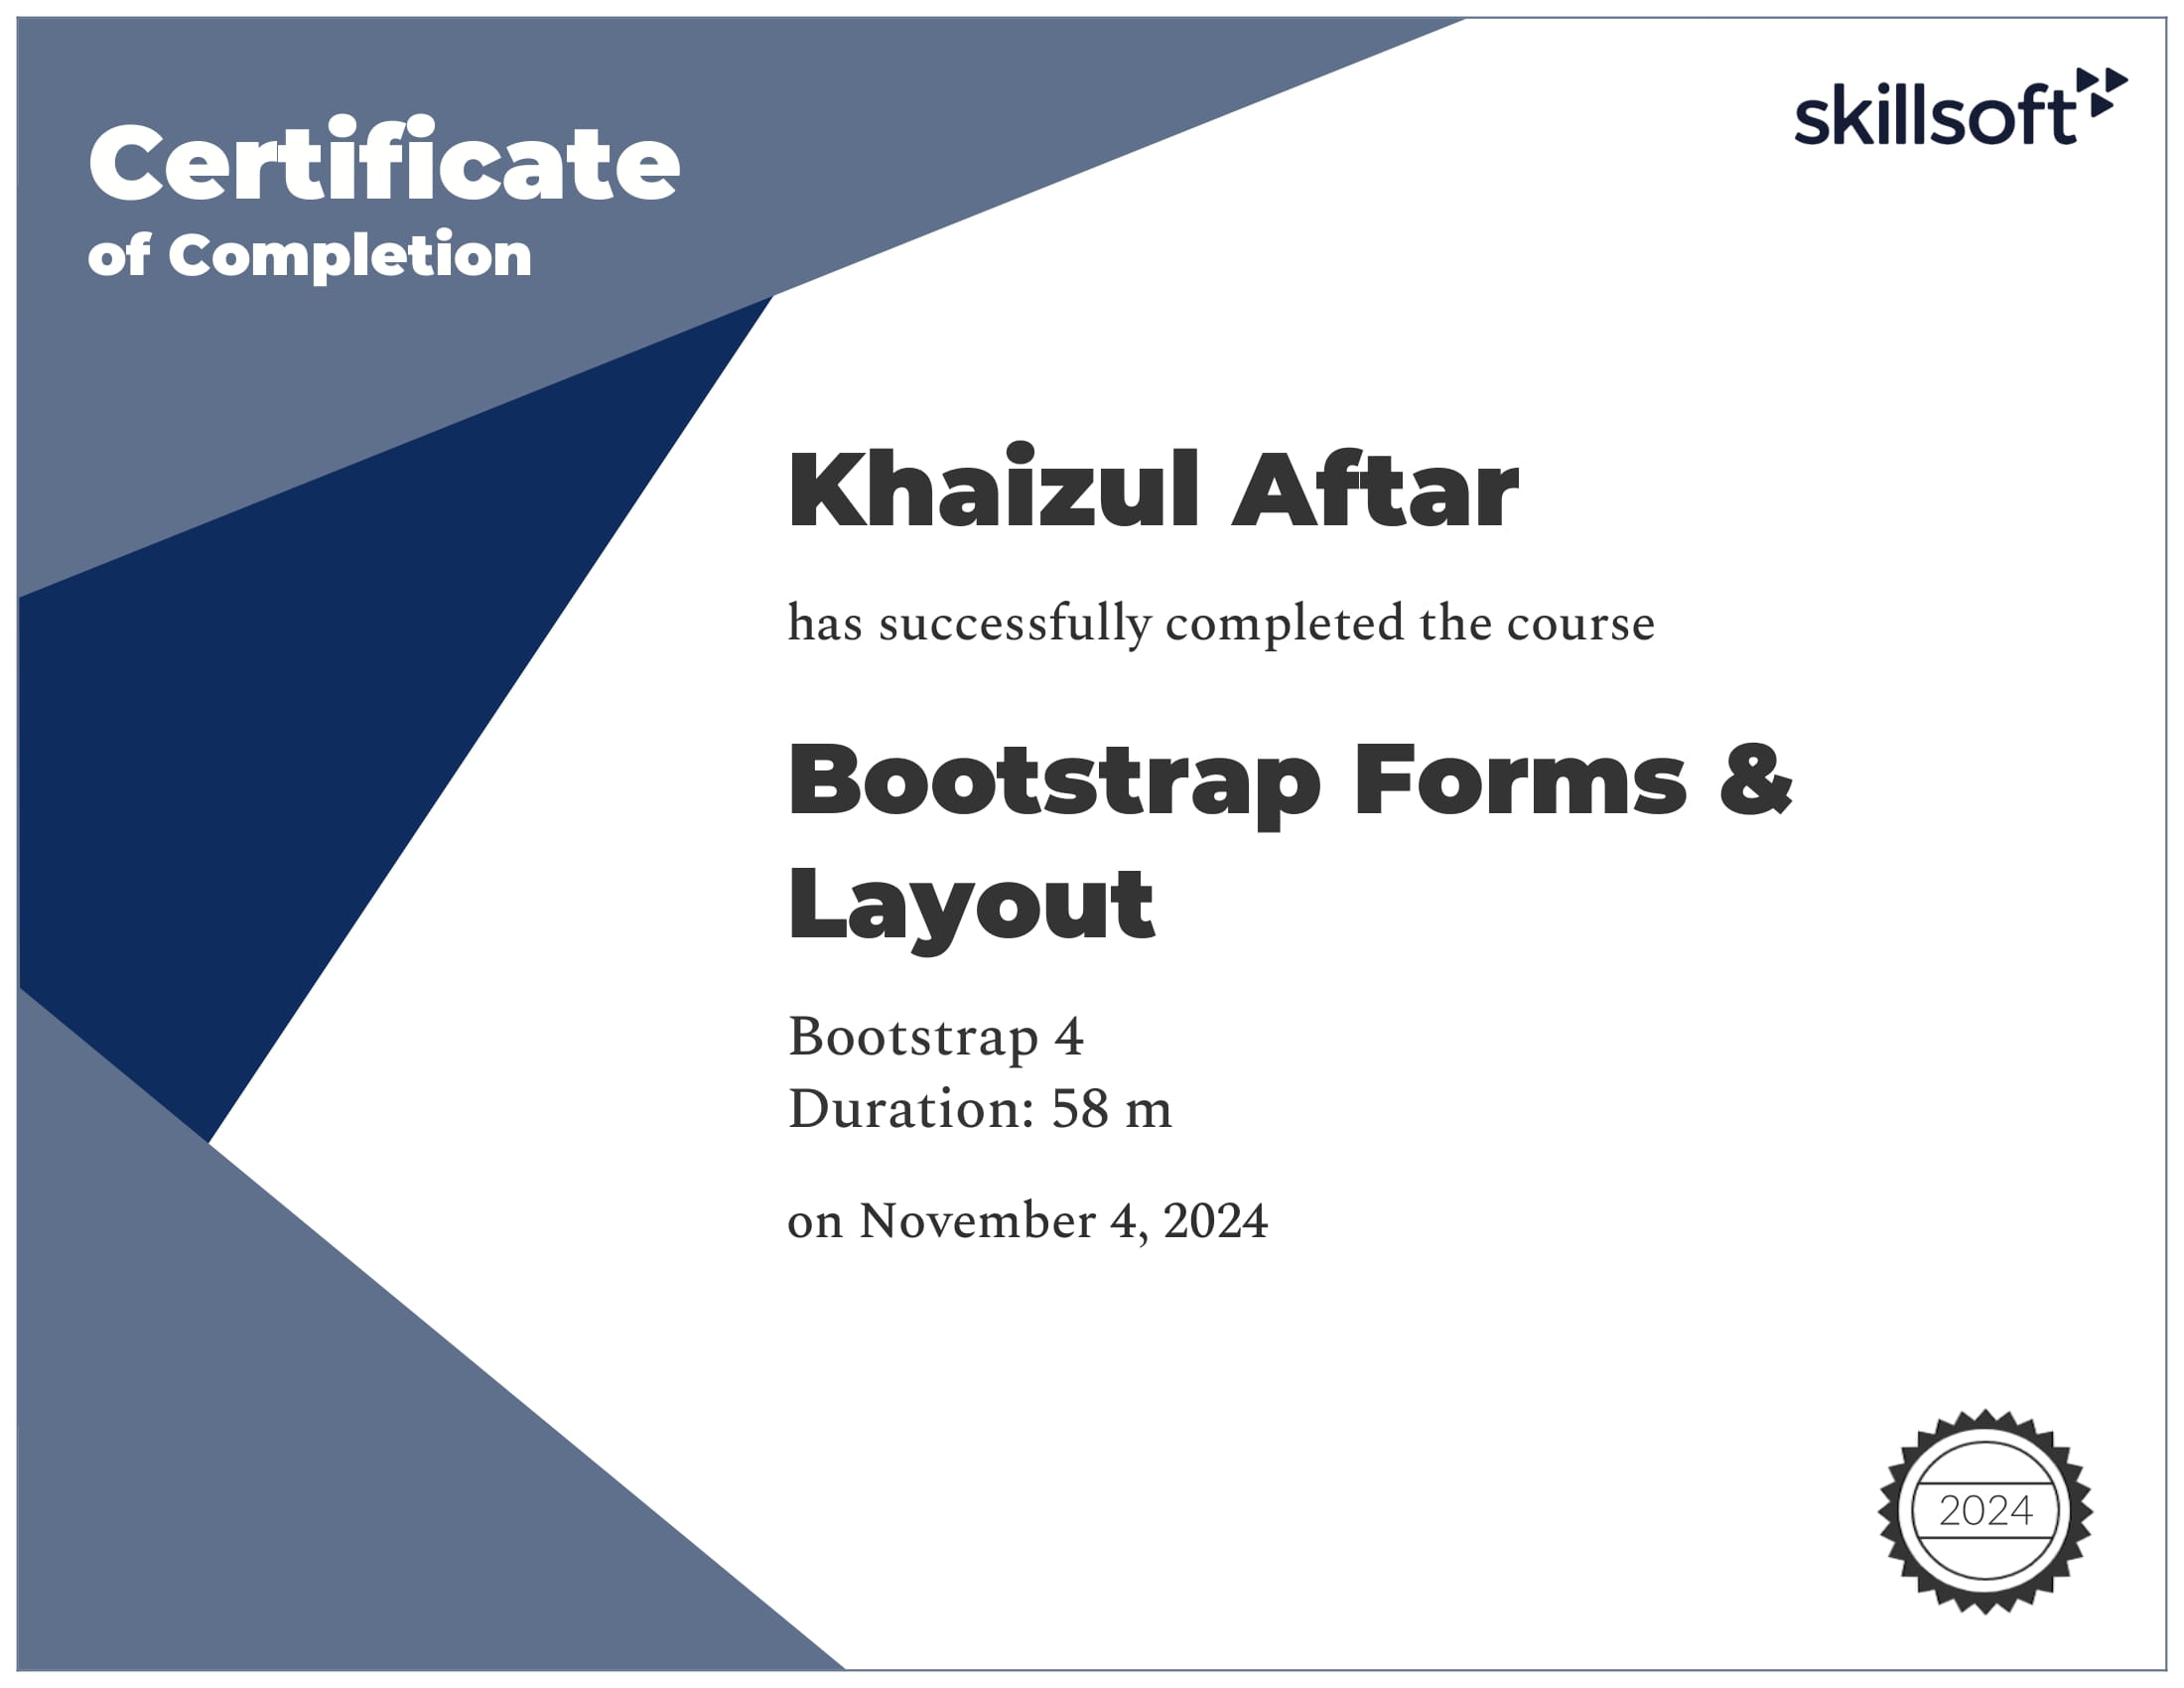 Certificate
of Completion
skillsoft
Khaizul Aftar
has successfully completed the course
Bootstrap Forms &
Layout
Bootstrap 4
Duration: 58 m
on November 4, 2024
2024